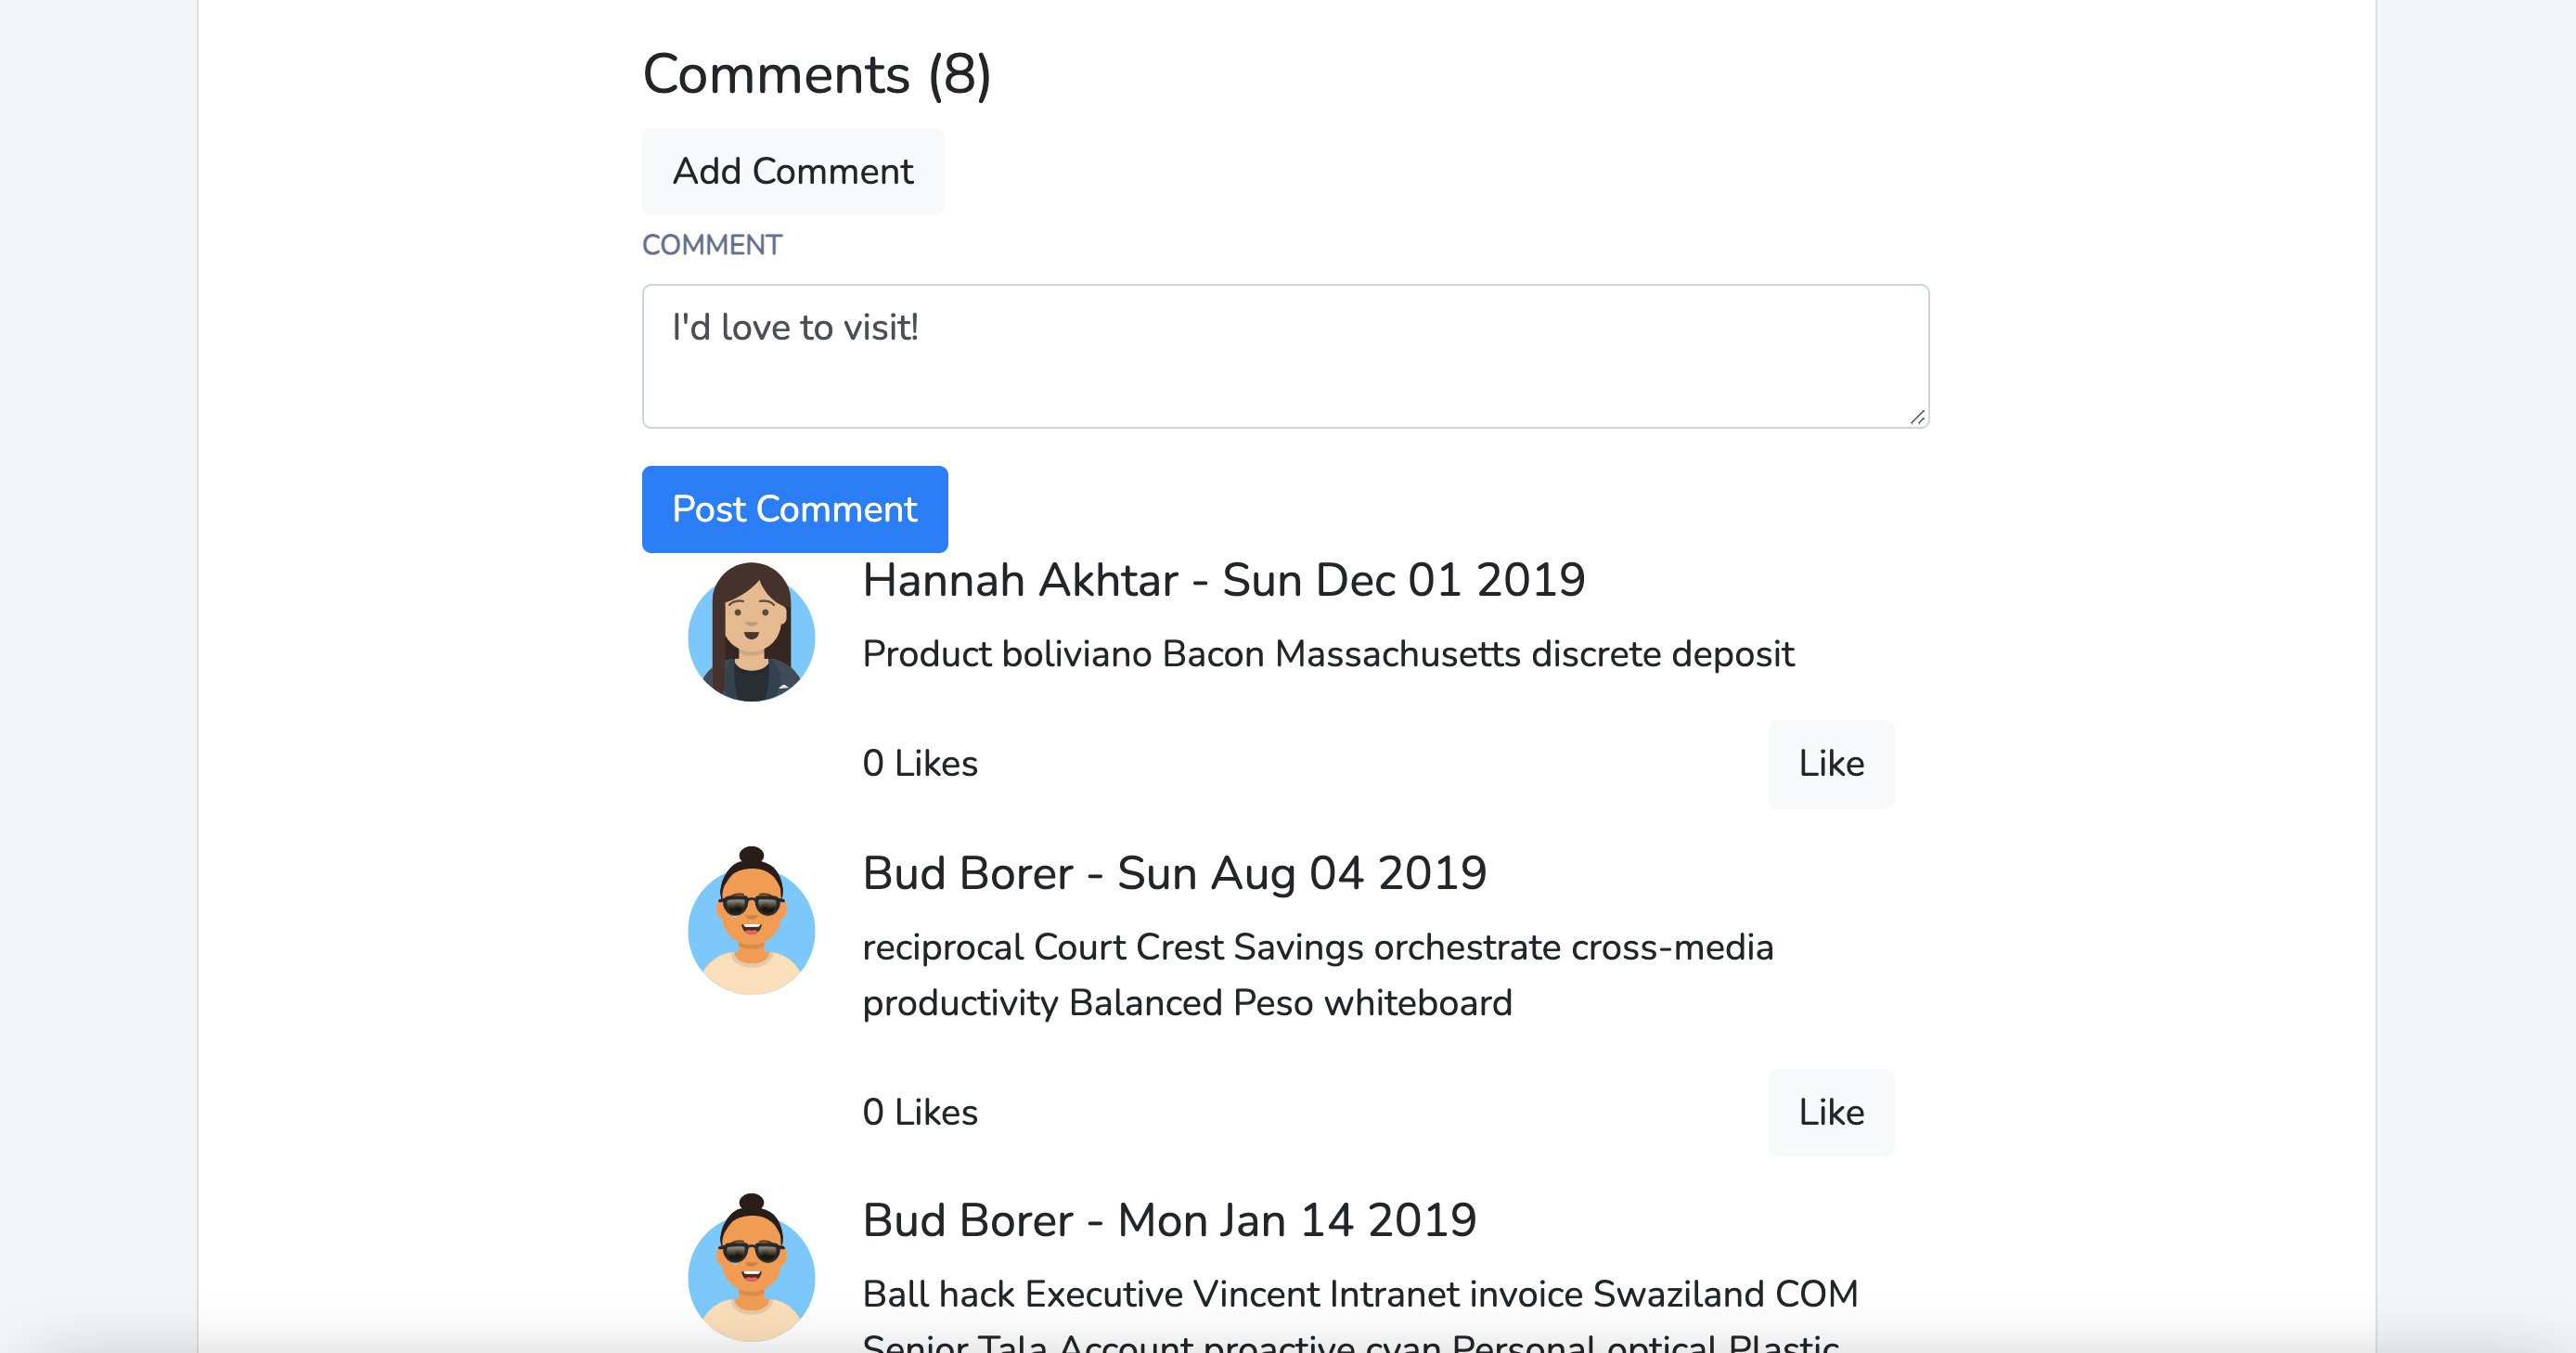 Comments (8)
Add Comment
COMMENT
I'd love to visit!
Post Comment
Hannah Akhtar - Sun Dec 01 2019
Product boliviano Bacon Massachusetts discrete deposit
0 Likes
Like
Bud Borer - Sun Aug 04 2019
reciprocal Court Crest Savings orchestrate cross-media
productivity Balanced Peso whiteboard
0 Likes
Like
Bud Borer - Mon Jan 14 2019
Ball hack Executive Vincent Intranet invoice Swaziland COM
Senior Tala Account proactive cyan Personal optical Plastic